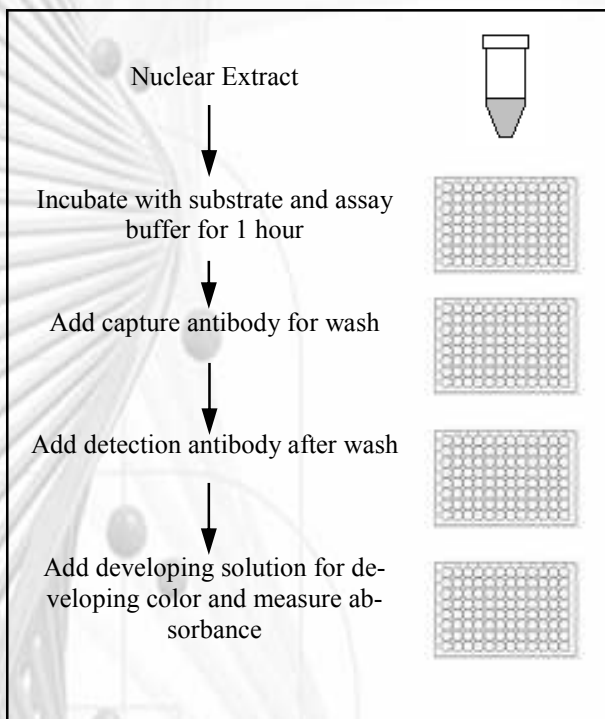 Nuclear Extract
Incubate with substrate and assay
buffer for 1 hour
Add capture antibody for wash
Add detection antibody after wash
Add developing solution for de-
veloping color and measure ab-
sorbance